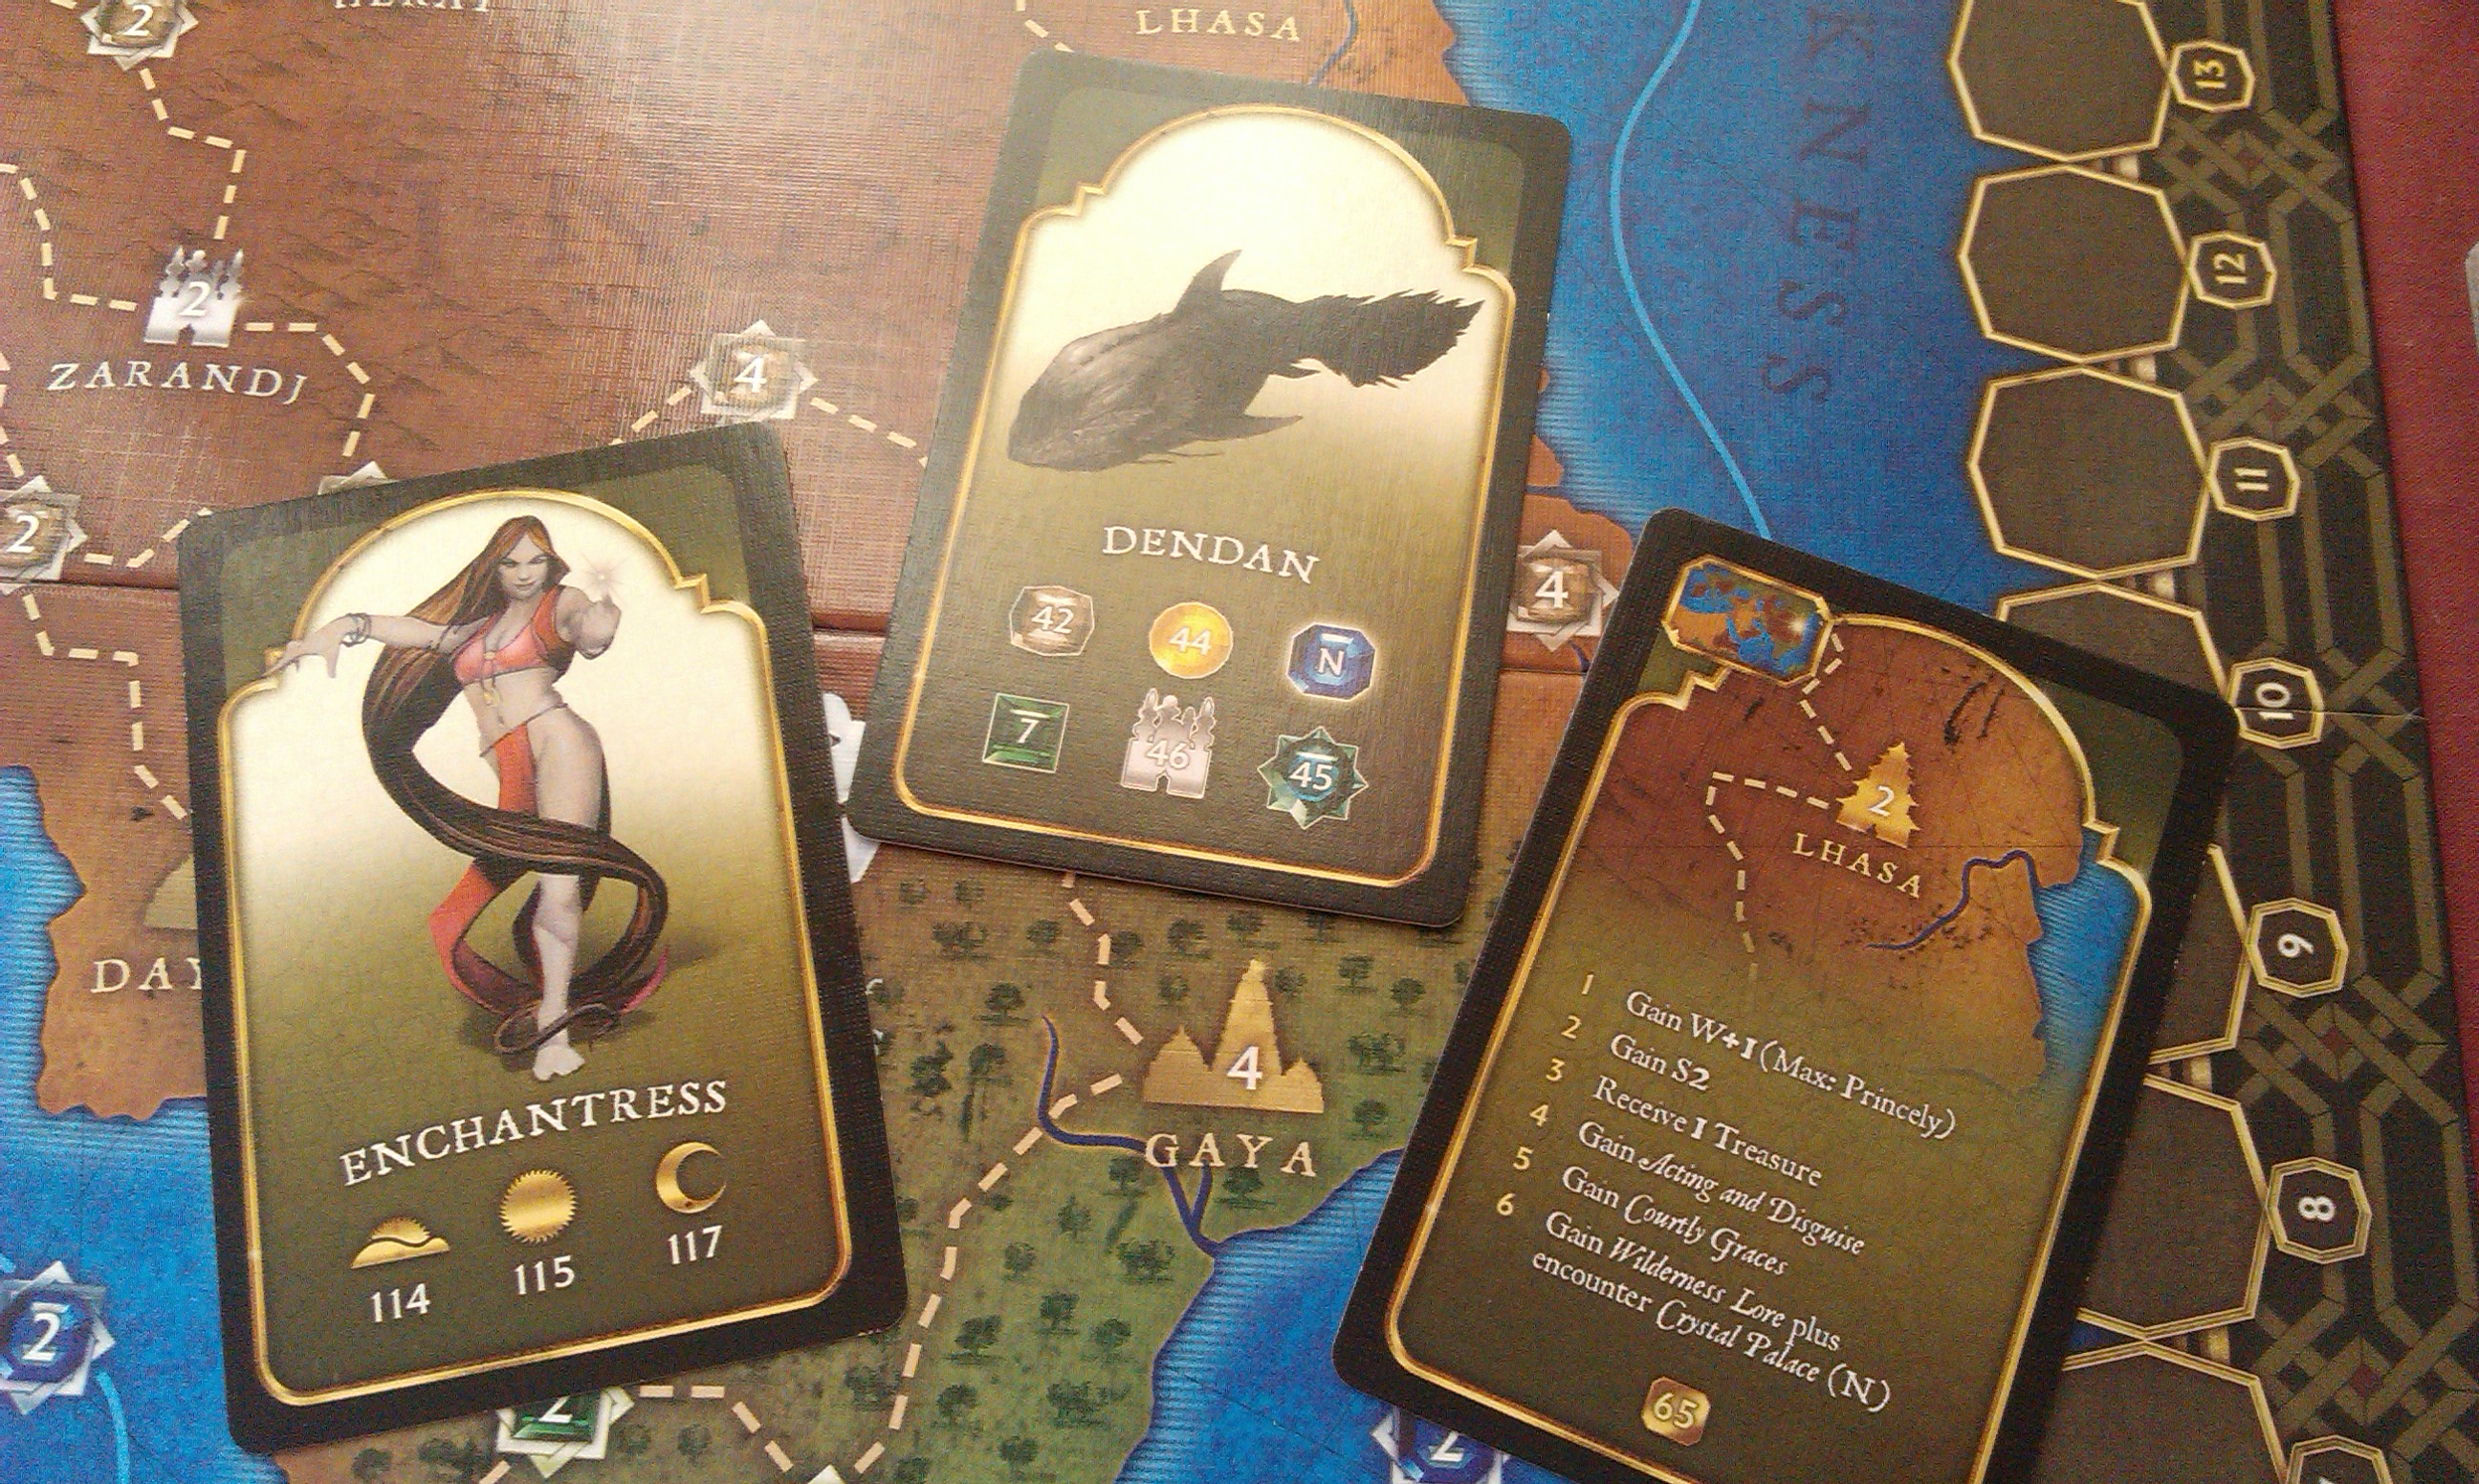 LHASA
KNESS
13
12
11
10
9
8
2
2
ZARANDJ
4
2
4
DENDAN
42
44
N
7
46
45
ENCHANTRESS
114
115
117
4
GAYA
2
2
LHASA
1 Gain W+1 (Max: Princely)
2 Gain S2
3 Receive 1 Treasure
4 Gain Acting and Disguise
5 Gain Courtly Graces
6 Gain Wilderness Lore plus
encounter Crystal Palace (N)
65
2